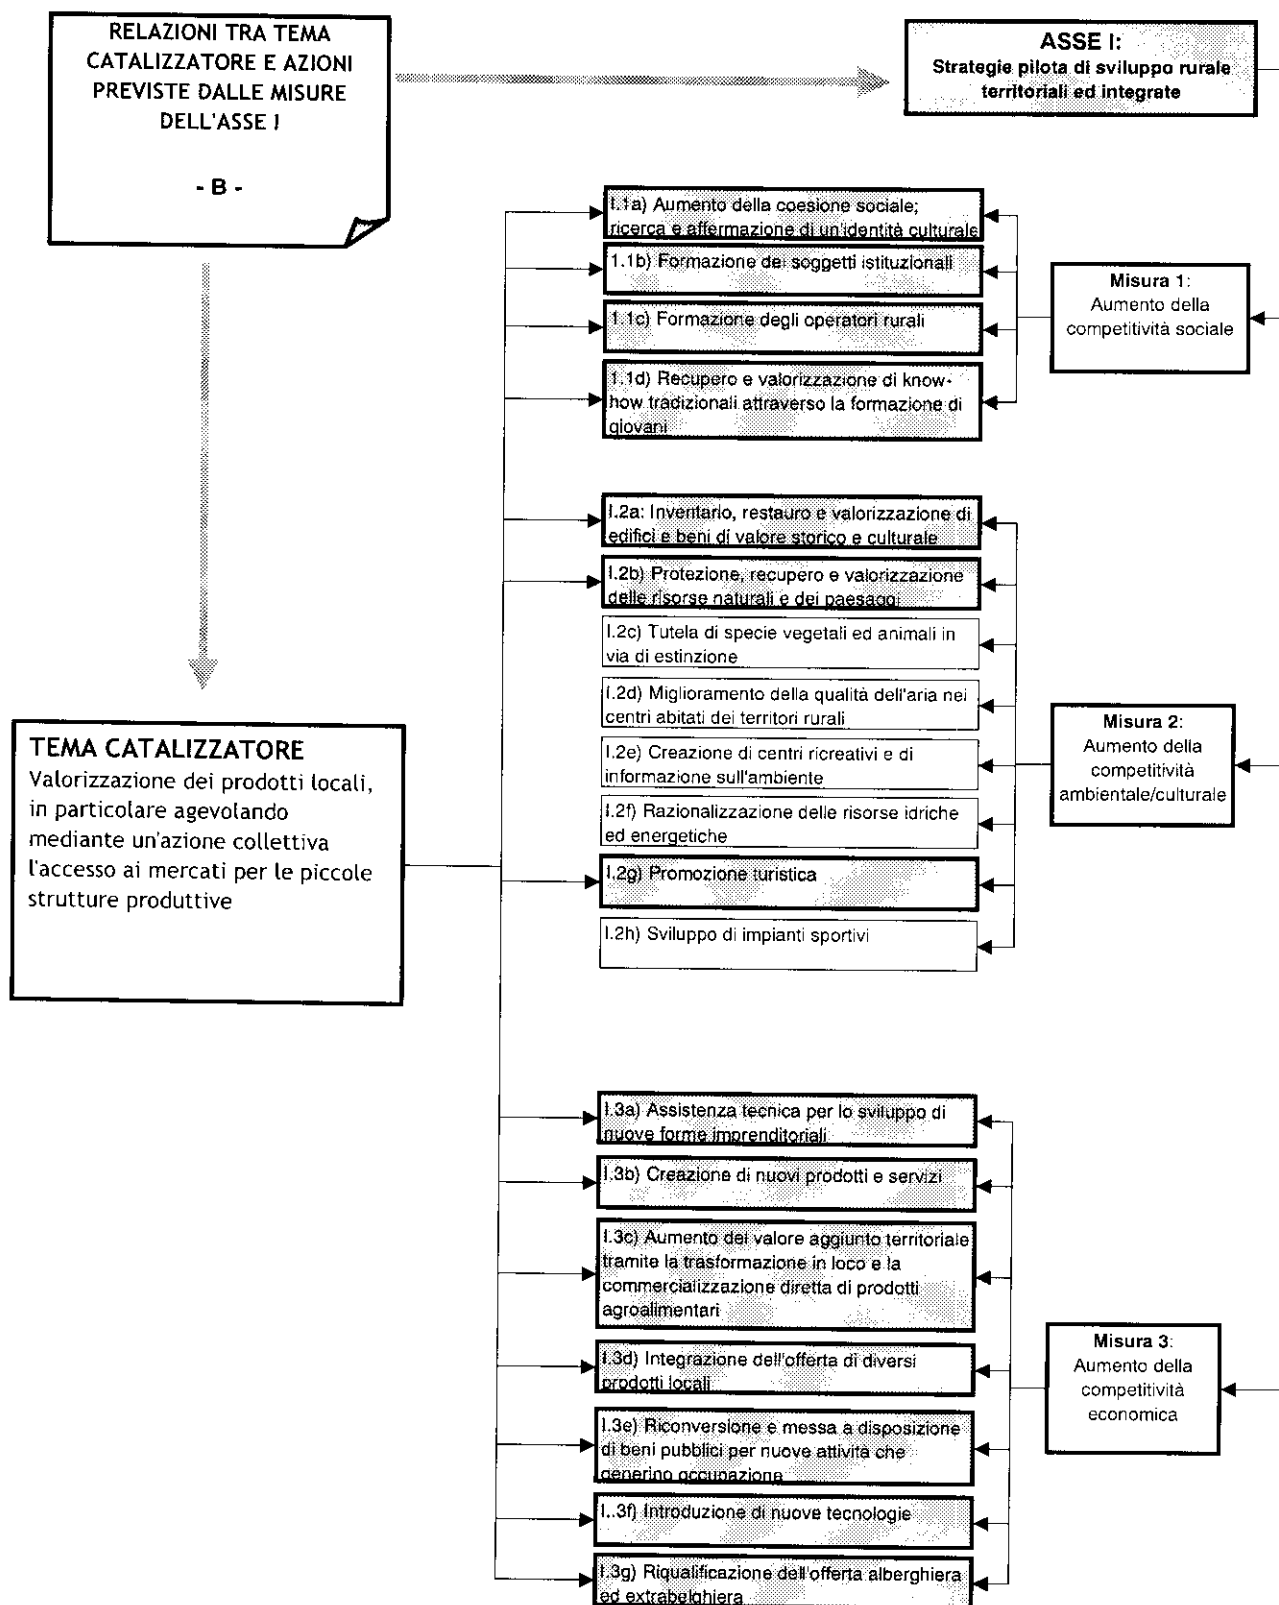 RELAZIONI TRA TEMA
CATALIZZATORE E AZIONI
PREVISTE DALLE MISURE
DELL'ASSE I
- B -
ASSE I:
Strategie pilota di sviluppo rurale
territoriali ed integrate
I.1a) Aumento della coesione sociale;
ricerca e affermazione di un'identità culturale
1.1b) Formazione dei soggetti istituzionali
1.1c) Formazione degli operatori rurali
1.1d) Recupero e valorizzazione di know-
how tradizionali attraverso la formazione di
giovani
Misura 1:
Aumento della
competitività sociale
I.2a: Inventario, restauro e valorizzazione di
edifici e beni di valore storico e culturale
I.2b) Protezione, recupero e valorizzazione
delle risorse naturali e dei paesaggi
I.2c) Tutela di specie vegetali ed animali in
via di estinzione
I.2d) Miglioramento della qualità dell'aria nei
centri abitati dei territori rurali
I.2e) Creazione di centri ricreativi e di
informazione sull'ambiente
I.2f) Razionalizzazione delle risorse idriche
ed energetiche
I.2g) Promozione turistica
I.2h) Sviluppo di impianti sportivi
Misura 2:
Aumento della
competitività
ambientale/culturale
TEMA CATALIZZATORE
Valorizzazione dei prodotti locali,
in particolare agevolando
mediante un'azione collettiva
l'accesso ai mercati per le piccole
strutture produttive
I.3a) Assistenza tecnica per lo sviluppo di
nuove forme imprenditoriali
I.3b) Creazione di nuovi prodotti e servizi
I.3c) Aumento del valore aggiunto territoriale
tramite la trasformazione in loco e la
commercializzazione diretta di prodotti
agroalimentari
I.3d) Integrazione dell'offerta di diversi
prodotti locali
I.3e) Riconversione e messa a disposizione
di beni pubblici per nuove attività che
generino occupazione
I..3f) Introduzione di nuove tecnologie
I.3g) Riqualificazione dell'offerta alberghiera
ed extrabelghiera
Misura 3:
Aumento della
competitività
economica